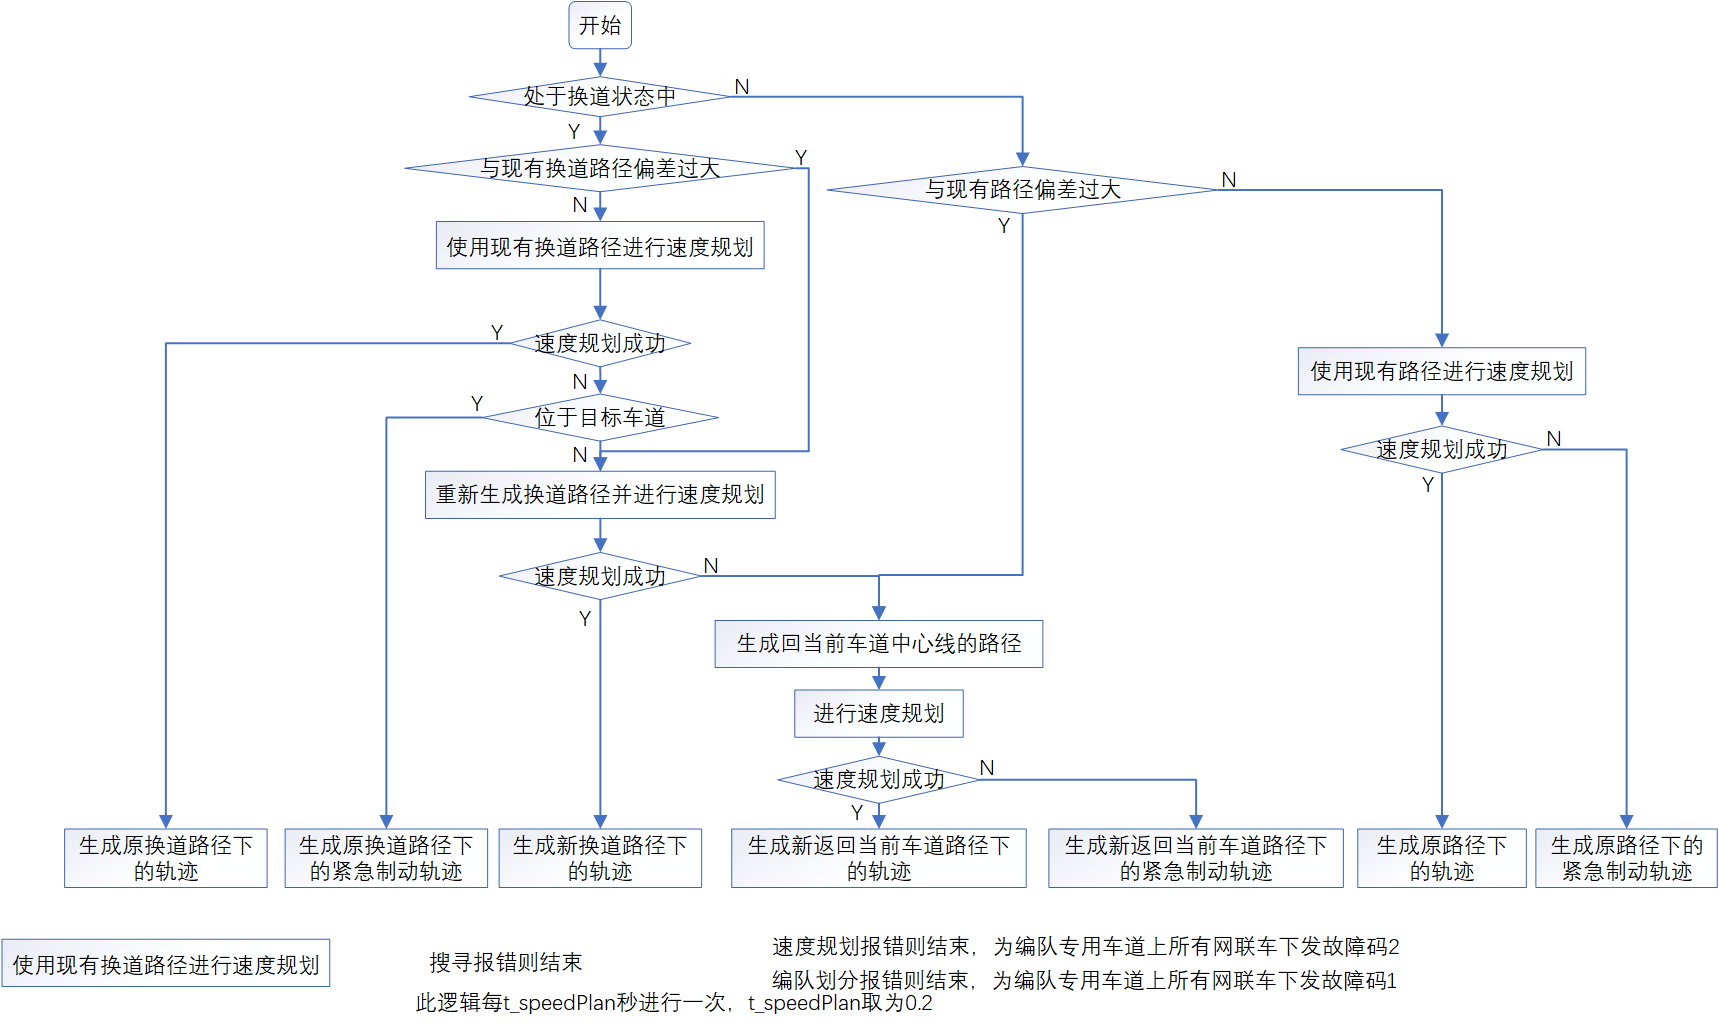 开始
处于换道状态中
N
Y
与现有换道路径偏差过大
Y
N
与现有路径偏差过大
N
Y
使用现有换道路径进行速度规划
速度规划成功
Y
N
使用现有路径进行速度规划
位于目标车道
Y
N
速度规划成功
N
Y
重新生成换道路径并进行速度规划
速度规划成功
N
Y
生成回当前车道中心线的路径
进行速度规划
速度规划成功
N
Y
生成原换道路径下
的轨迹
生成原换道路径下
的紧急制动轨迹
生成新换道路径下
的轨迹
生成新返回当前车道路径下
的轨迹
生成新返回当前车道路径下
的紧急制动轨迹
生成原路径下
的轨迹
生成原路径下的
紧急制动轨迹
使用现有换道路径进行速度规划
搜寻报错则结束
速度规划报错则结束，为编队专用车道上所有网联车下发故障码2
编队划分报错则结束，为编队专用车道上所有网联车下发故障码1
此逻辑每t_speedPlan秒进行一次，t_speedPlan取为0.2